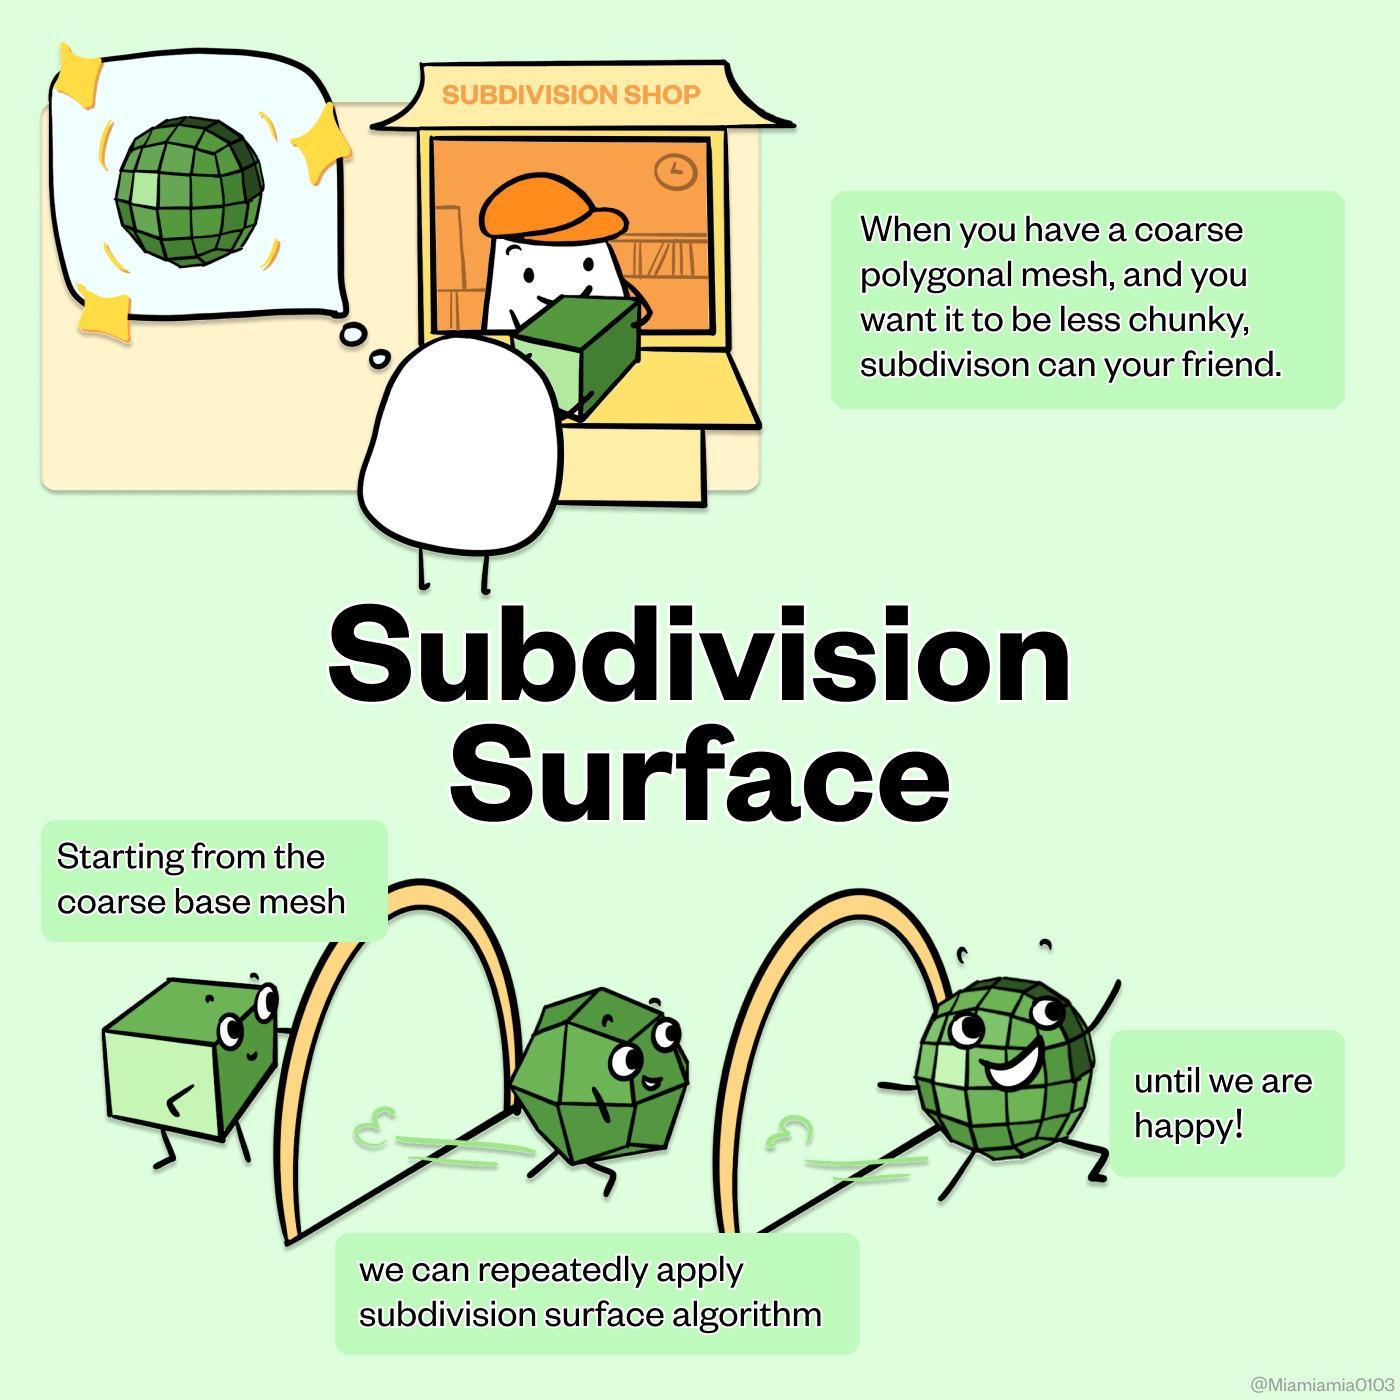 SUBDIVISION SHOP
When you have a coarse
polygonal mesh, and you
want it to be less chunky,
subdivison can your friend.
Subdivision
Surface
Starting from the
coarse base mesh
until we are
happy!
we can repeatedly apply
subdivision surface algorithm
@Miamiamia0103